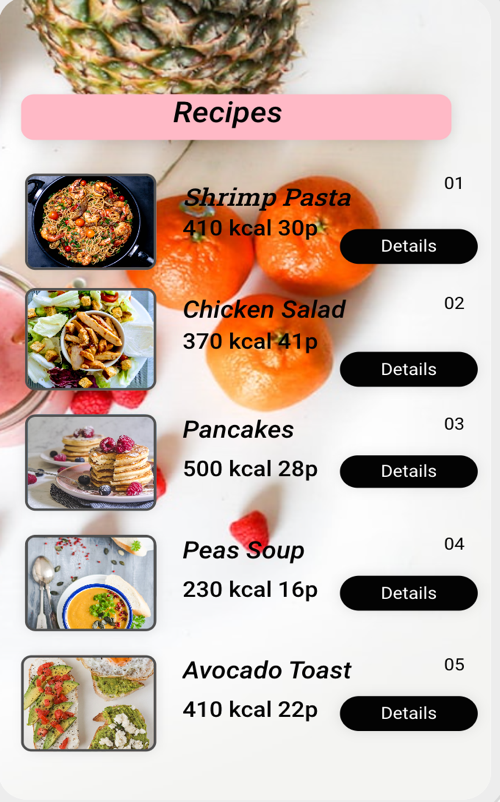 Recipes
01
Shrimp Pasta
410 kcal 30p
Details
02
Chicken Salad
370 kcal 41p
Details
03
Pancakes
500 kcal 28p
Details
04
Peas Soup
230 kcal 16p
Details
05
Avocado Toast
410 kcal 22p
Details